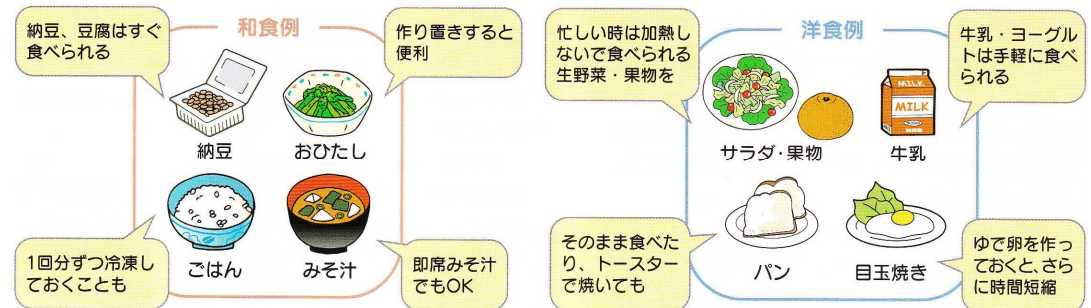 和食例
納豆、豆腐はすぐ
食べられる
作り置きすると
便利
納豆
おひたし
ごはん
みそ汁
1回分ずつ冷凍し
ておくことも
即席みそ汁
でもOK
洋食例
忙しい時は加熱し
ないで食べられる
生野菜・果物を
牛乳・ヨーグル
トは手軽に食べ
られる
MILK
MILK
サラダ・果物
牛乳
パン
目玉焼き
そのまま食べた
り、トースター
で焼いても
ゆで卵を作っ
ておくと、さら
に時間短縮